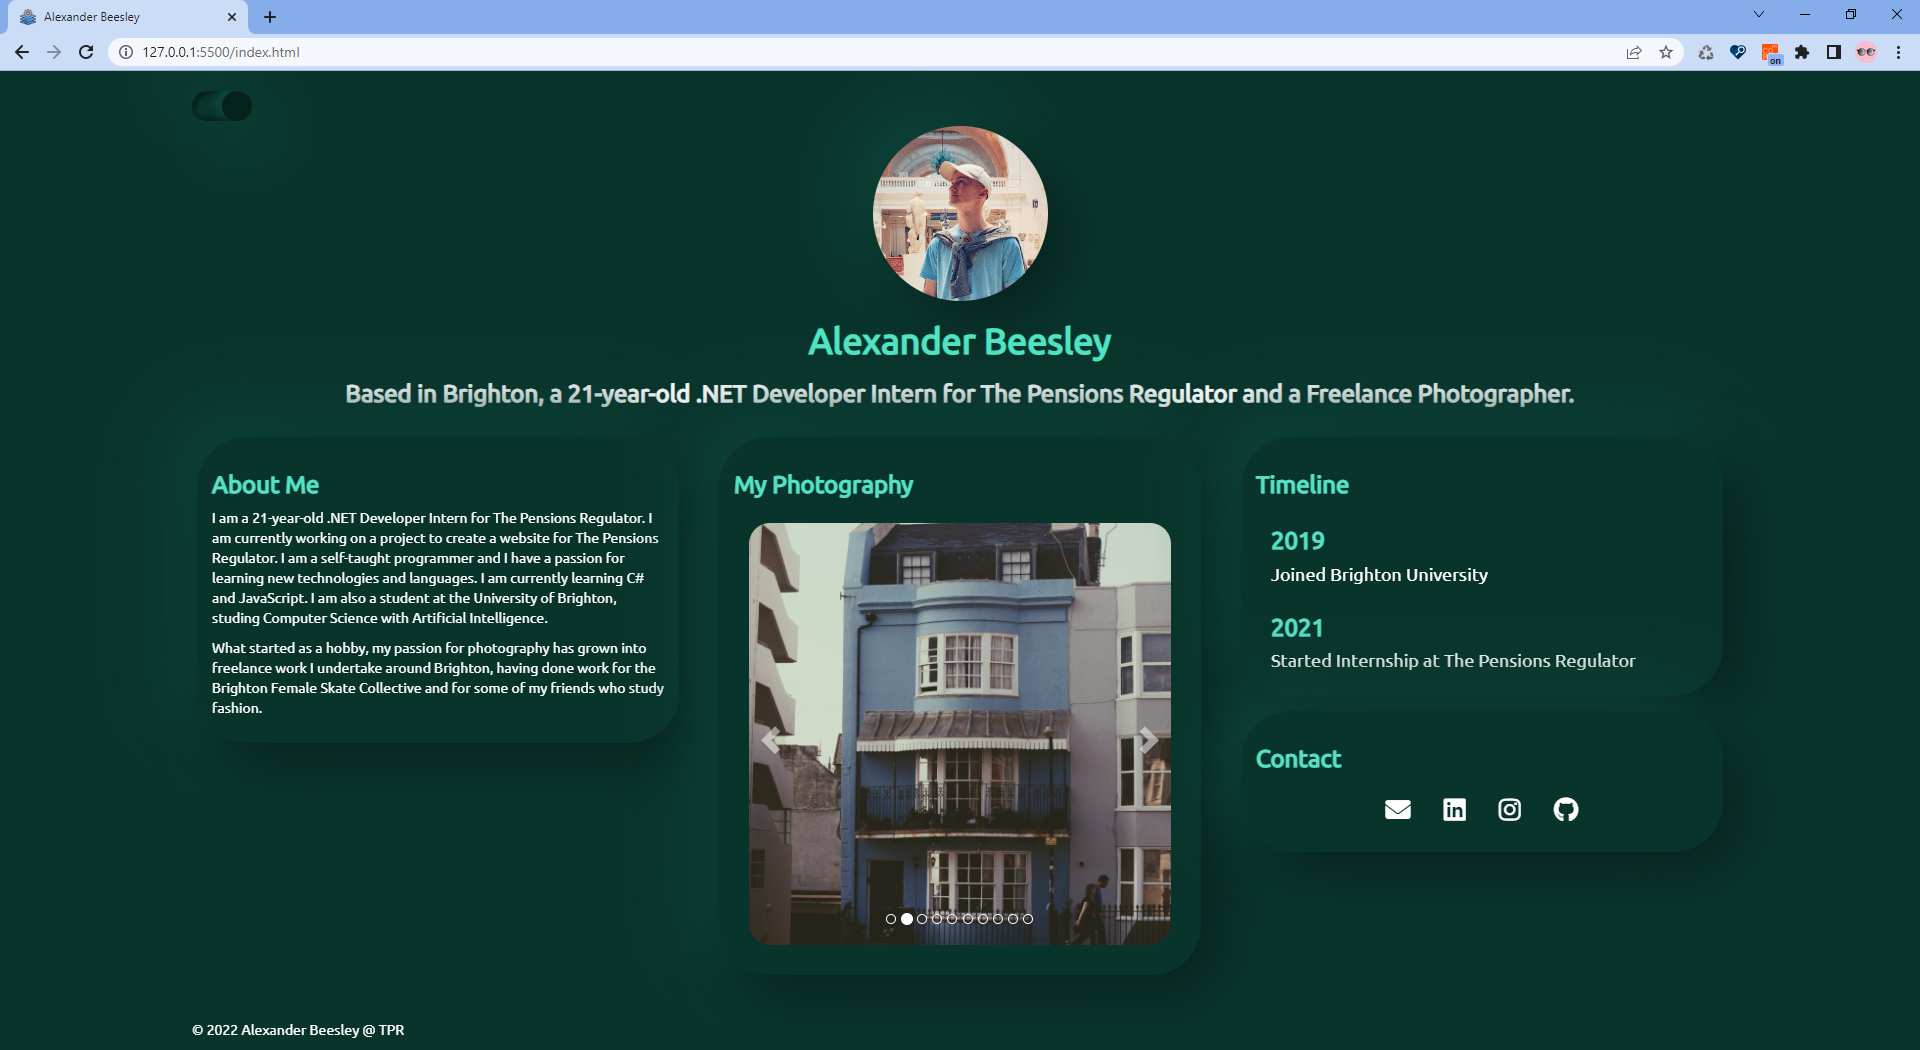 Alexander Beesley
127.0.0.1:5500/index.html
on
Alexander Beesley
Based in Brighton, a 21-year-old .NET Developer Intern for The Pensions Regulator and a Freelance Photographer.
About Me
I am a 21-year-old .NET Developer Intern for The Pensions Regulator. I
am currently working on a project to create a website for The Pensions
Regulator. I am a self-taught programmer and I have a passion for
learning new technologies and languages. I am currently learning C#
and JavaScript. I am also a student at the University of Brighton,
studing Computer Science with Artificial Intelligence.
What started as a hobby, my passion for photography has grown into
freelance work I undertake around Brighton, having done work for the
Brighton Female Skate Collective and for some of my friends who study
fashion.
My Photography
Timeline
2019
Joined Brighton University
2021
Started Internship at The Pensions Regulator
Contact
in
© 2022 Alexander Beesley @ TPR